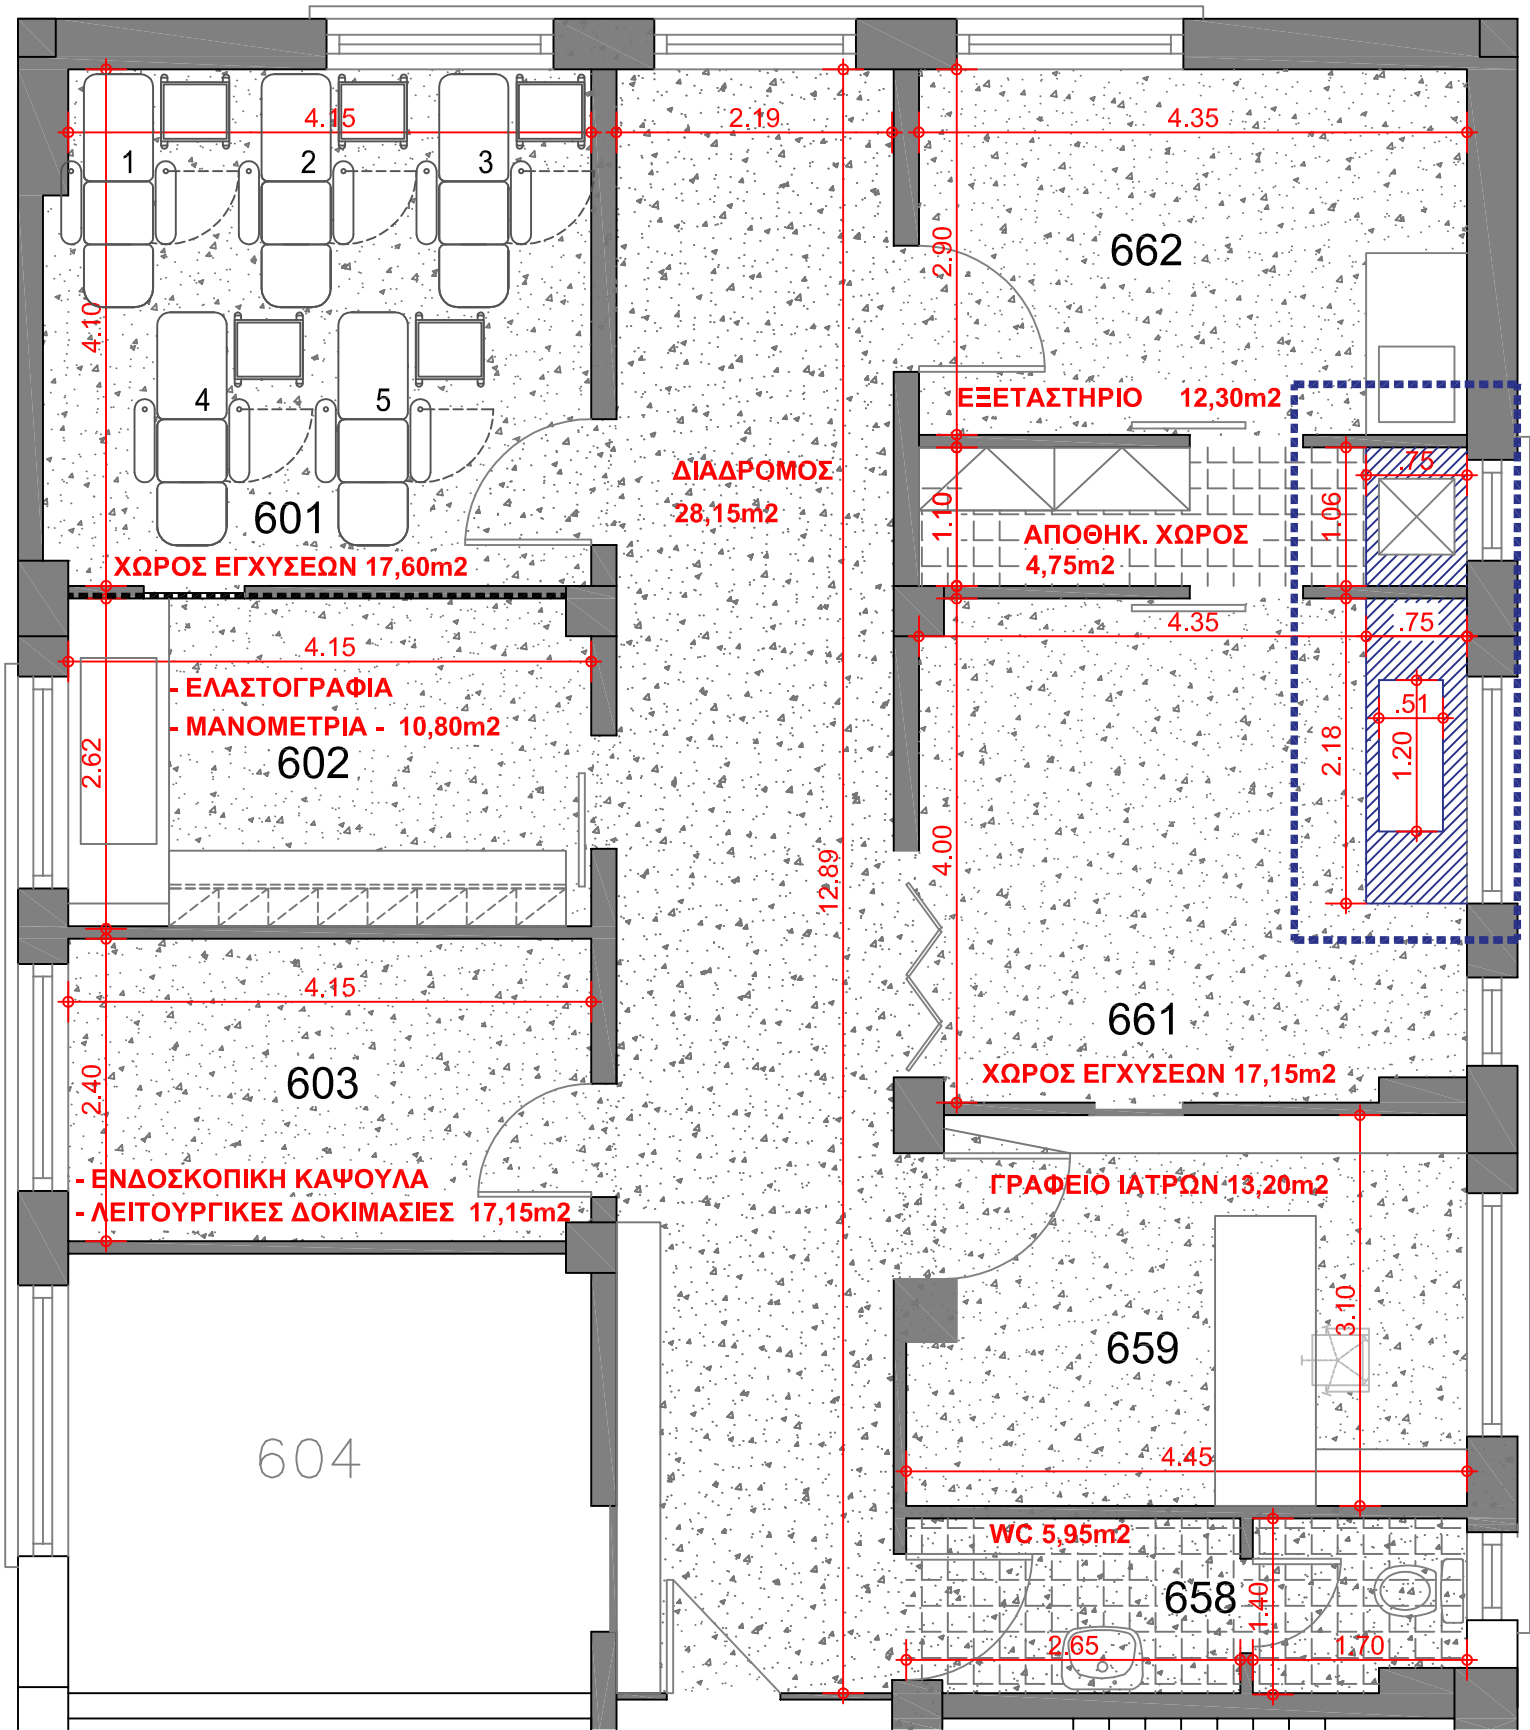 4.15
2.19
4.35
1
2
3
2.90
662
4.10
4
5
ΕΞΕΤΑΣΤΗΡΙΟ 12,30m2
ΔΙΑΔΡΟΜΟΣ
28,15m2
.75
1.06
1.10
601
ΑΠΟΘΗΚ. ΧΩΡΟΣ
4,75m2
ΧΩΡΟΣ ΕΓΧΥΣΕΩΝ 17,60m2
4.35
.75
4.15
- ΕΛΑΣΤΟΓΡΑΦΙΑ
- ΜΑΝΟΜΕΤΡΙΑ - 10,80m2
602
2.62
.51
1.20
2.18
4.00
12.89
4.15
661
603
2.40
ΧΩΡΟΣ ΕΓΧΥΣΕΩΝ 17,15m2
- ΕΝΔΟΣΚΟΠΙΚΗ ΚΑΨΟΥΛΑ
- ΛΕΙΤΟΥΡΓΙΚΕΣ ΔΟΚΙΜΑΣΙΕΣ 17,15m2
ΓΡΑΦΕΙΟ ΙΑΤΡΩΝ 13,20m2
3.10
659
604
4.45
WC 5,95m2
658
1.40
2.65
1.70